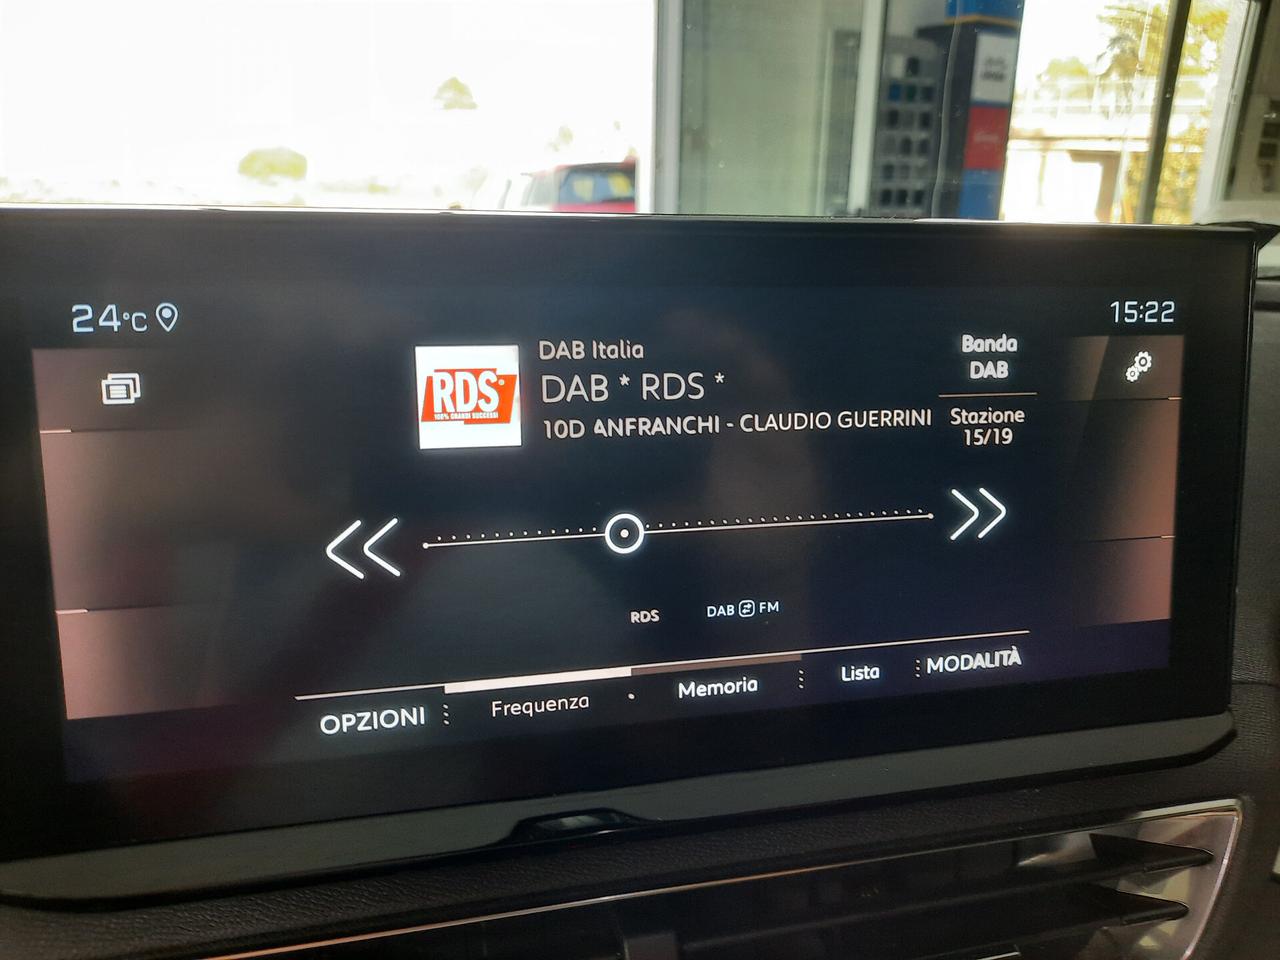 24°C
15:22
DAB Italia
DAB * RDS *
10D ANFRANCHI - CLAUDIO GUERRINI
RDS
100% GRANDI SUCCESSI
Banda
DAB
Stazione
15/19
RDS
DAB FM
OPZIONI
Frequenza
Memoria
Lista
MODALITÀ